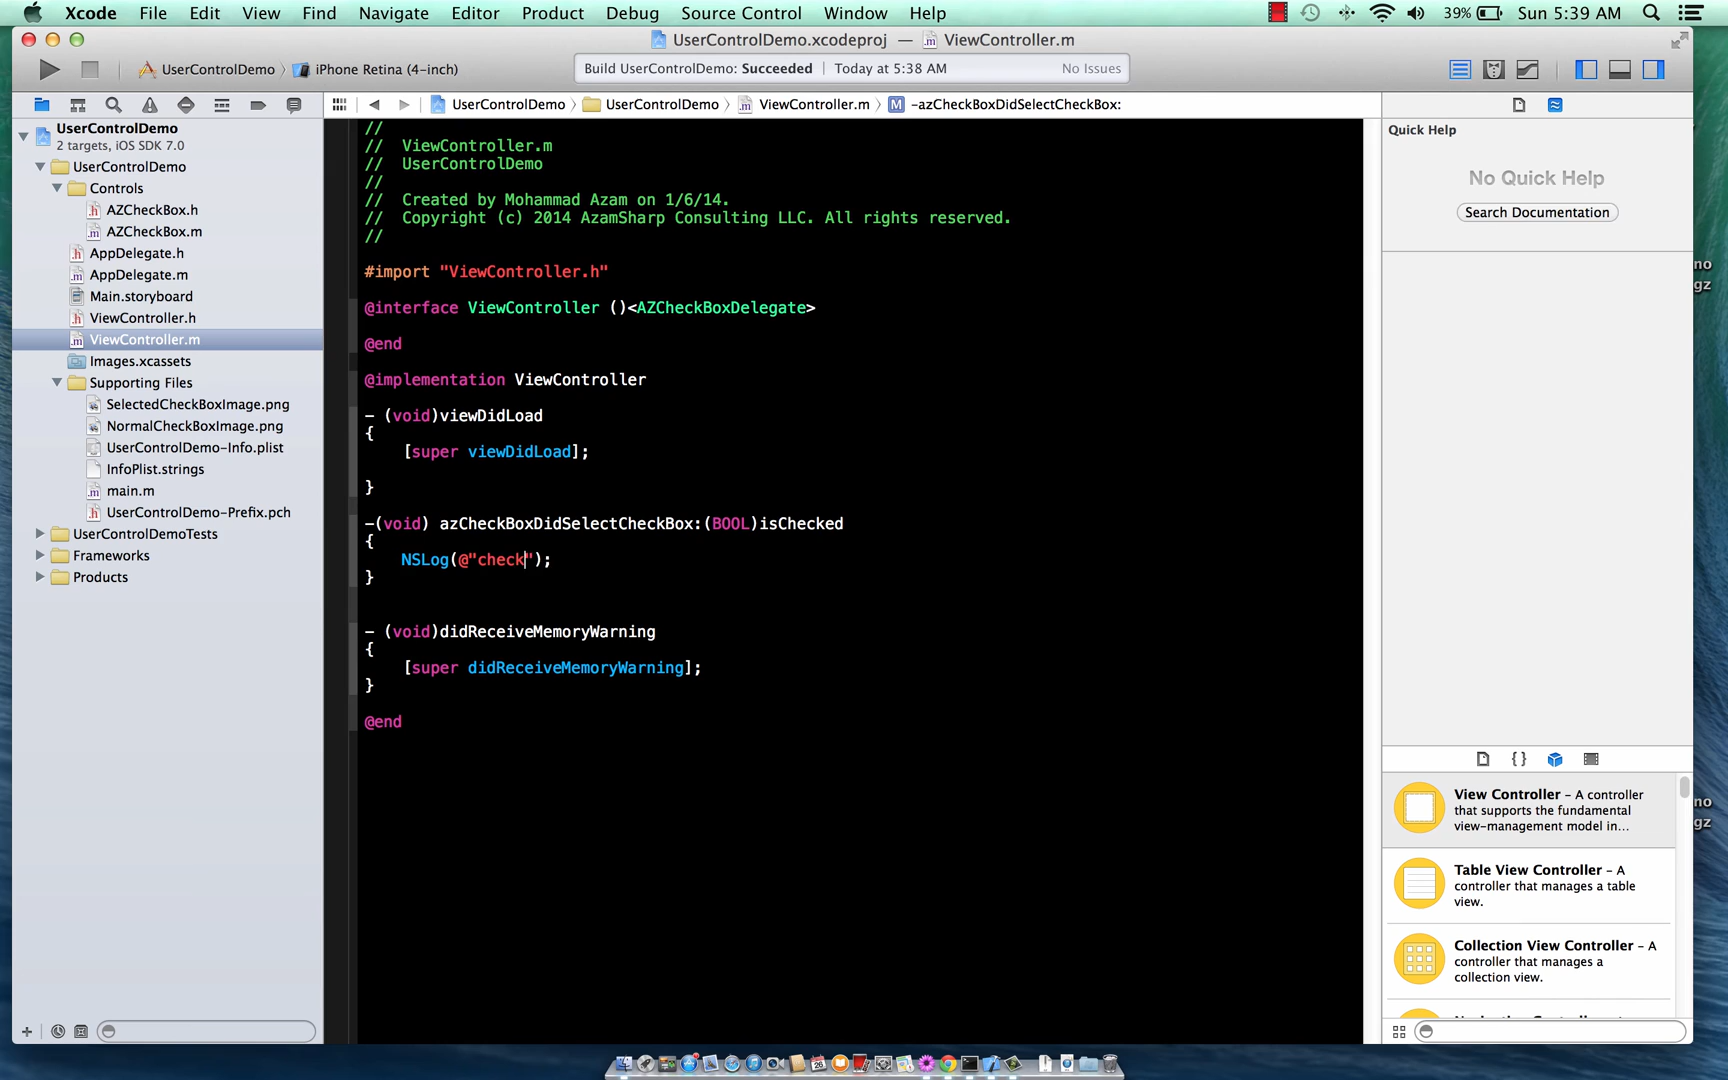 Xcode File Edit View Find Navigate Editor Product Debug Source Control Window Help 39% Sun 5:39 AM
UserControlDemo.xcodeproj — ViewController.m
UserControlDemo iPhone Retina (4-inch) Build UserControlDemo: Succeeded Today at 5:38 AM No Issues
UserControlDemo UserControlDemo ViewController.m M -azCheckBoxDidSelectCheckBox:
UserControlDemo
2 targets, iOS SDK 7.0
UserControlDemo
Controls
AZCheckBox.h
AZCheckBox.m
AppDelegate.h
AppDelegate.m
Main.storyboard
ViewController.h
ViewController.m
Images.xcassets
Supporting Files
SelectedCheckBoxImage.png
NormalCheckBoxImage.png
UserControlDemo-Info.plist
InfoPlist.strings
main.m
UserControlDemo-Prefix.pch
UserControlDemoTests
Frameworks
Products
//
// ViewController.m
// UserControlDemo
//
// Created by Mohammad Azam on 1/6/14.
// Copyright (c) 2014 AzamSharp Consulting LLC. All rights reserved.
//
#import "ViewController.h"
@interface ViewController ()<AZCheckBoxDelegate>
@end
@implementation ViewController
- (void)viewDidLoad
{
[super viewDidLoad];
}
-(void) azCheckBoxDidSelectCheckBox:(BOOL)isChecked
{
NSLog(@"check");
}
- (void)didReceiveMemoryWarning
{
[super didReceiveMemoryWarning];
}
@end
Quick Help
No Quick Help
Search Documentation
{ }
View Controller - A controller
that supports the fundamental
view-management model in...
Table View Controller - A
controller that manages a table
view.
Collection View Controller - A
controller that manages a
collection view.
no
gz
no
gz